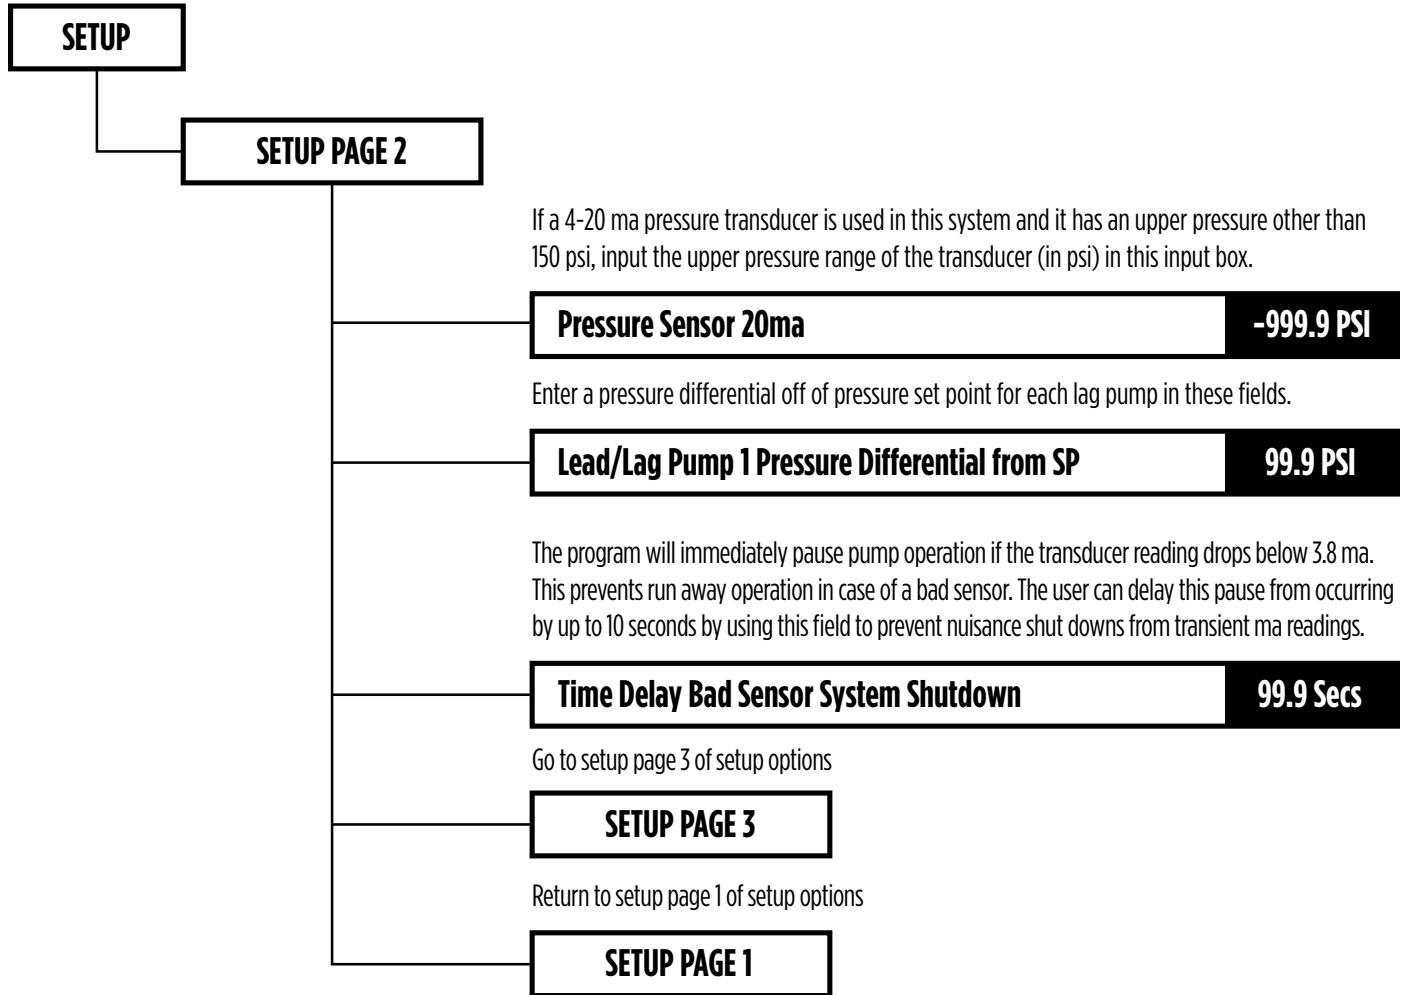 SETUP
SETUP PAGE 2
If a 4-20 ma pressure transducer is used in this system and it has an upper pressure other than
150 psi, input the upper pressure range of the transducer (in psi) in this input box.
Pressure Sensor 20ma -999.9 PSI
Enter a pressure differential off of pressure set point for each lag pump in these fields.
Lead/Lag Pump 1 Pressure Differential from SP 99.9 PSI
The program will immediately pause pump operation if the transducer reading drops below 3.8 ma.
This prevents run away operation in case of a bad sensor. The user can delay this pause from occurring
by up to 10 seconds by using this field to prevent nuisance shut downs from transient ma readings.
Time Delay Bad Sensor System Shutdown 99.9 Secs
Go to setup page 3 of setup options
SETUP PAGE 3
Return to setup page 1 of setup options
SETUP PAGE 1